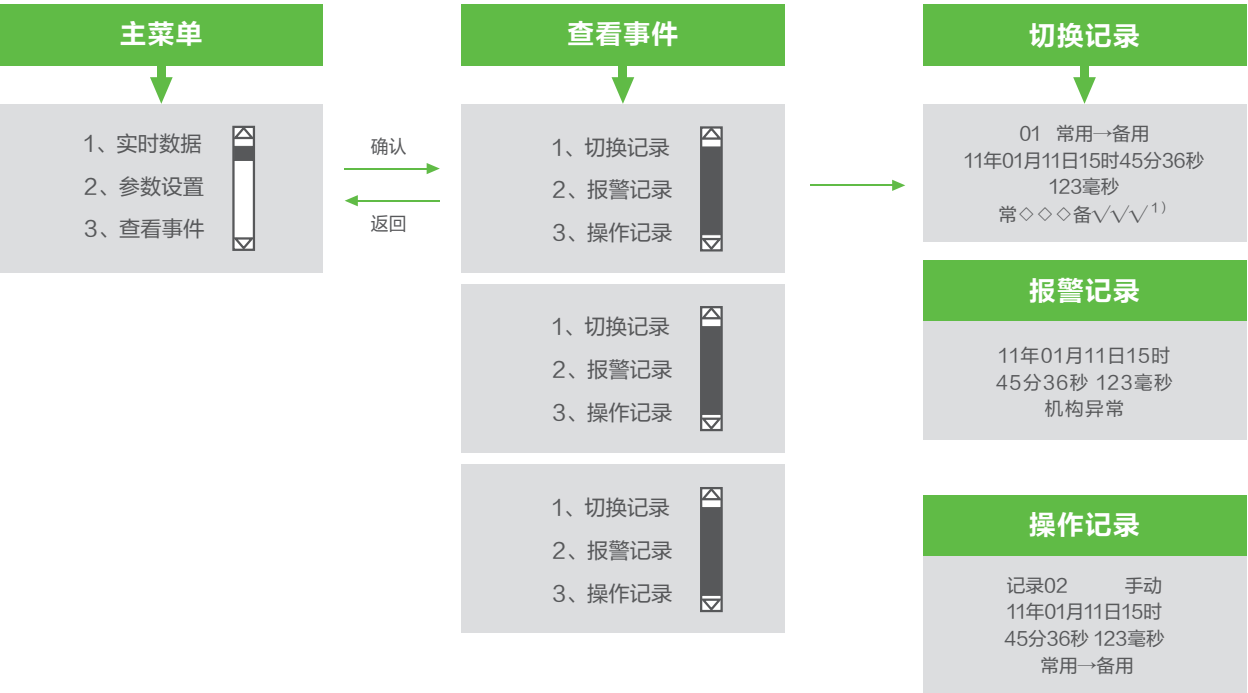 主菜单
1、实时数据
2、参数设置
3、查看事件
确认
返回
查看事件
1、切换记录
2、报警记录
3、操作记录
1、切换记录
2、报警记录
3、操作记录
1、切换记录
2、报警记录
3、操作记录
切换记录
01 常用→备用
11年01月11日15时45分36秒
123毫秒
常◇◇◇备√√√1)
报警记录
11年01月11日15时
45分36秒 123毫秒
机构异常
操作记录
记录02 手动
11年01月11日15时
45分36秒 123毫秒
常用→备用